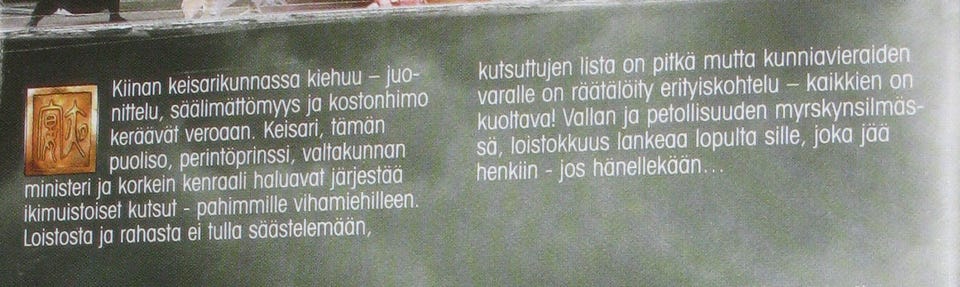 Kiinan keisarikunnassa kiehuu – juo-
nittelu, säälimättömyys ja kostonhimo
keräävät veroaan. Keisari, tämän
puoliso, perintöprinssi, valtakunnan
ministeri ja korkein kenraali haluavat järjestää
ikimuistoiset kutsut - pahimmille vihamiehilleen.
Loistosta ja rahasta ei tulla säästelemään,
kutsuttujen lista on pitkä mutta kunniavieraiden
varalle on räätälöity erityiskohtelu – kaikkien on
kuoltava! Vallan ja petollisuuden myrskynsilmäs-
sä, loistokkuus lankeaa lopulta sille, joka jää
henkiin - jos hänellekään...